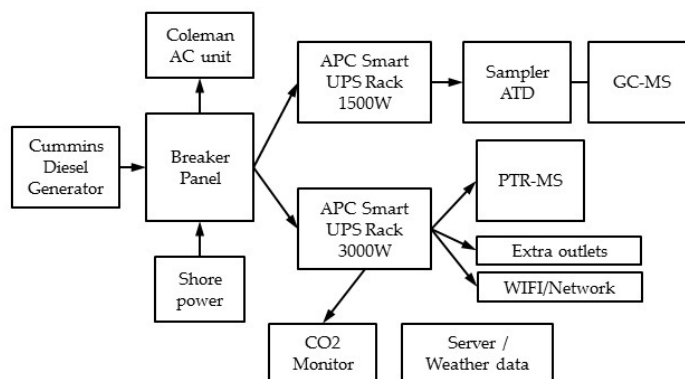 Coleman
AC unit
APC Smart
UPS Rack
1500W
Sampler
ATD
GC-MS
Cummins
Diesel
Generator
Breaker
Panel
APC Smart
UPS Rack
3000W
PTR-MS
Extra outlets
WIFI/Network
Shore
power
CO2
Monitor
Server /
Weather data